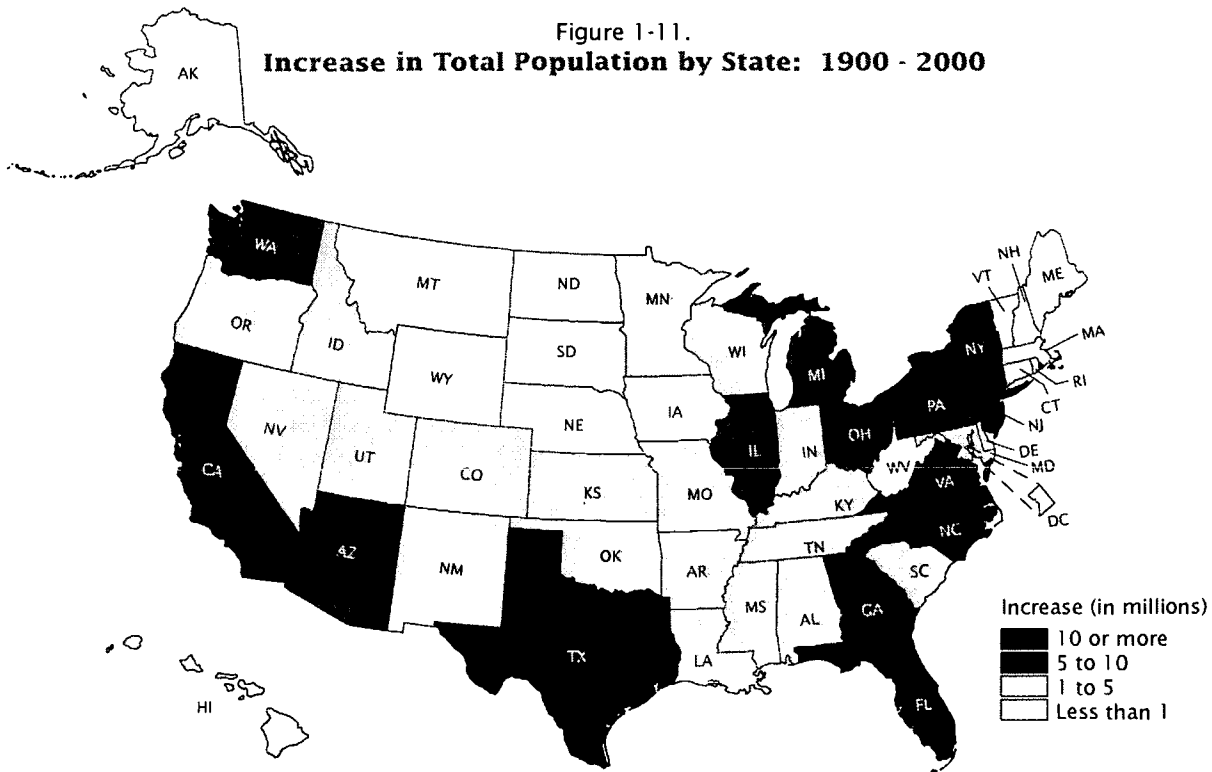 Figure 1-11.
Increase in Total Population by State: 1900 - 2000
AK
WA
MT
ND
MN
NH
VT
ME
OR
ID
SD
WI
NY
MA
WY
MI
RI
CT
NV
UT
CO
NE
IA
PA
NJ
CA
KS
MO
IL
IN
OH
WV
DE
MD
VA
KY
DC
AZ
NM
OK
AR
TN
NC
SC
TX
LA
MS
AL
GA
FL
HI
Increase (in millions)
10 or more
5 to 10
1 to 5
Less than 1